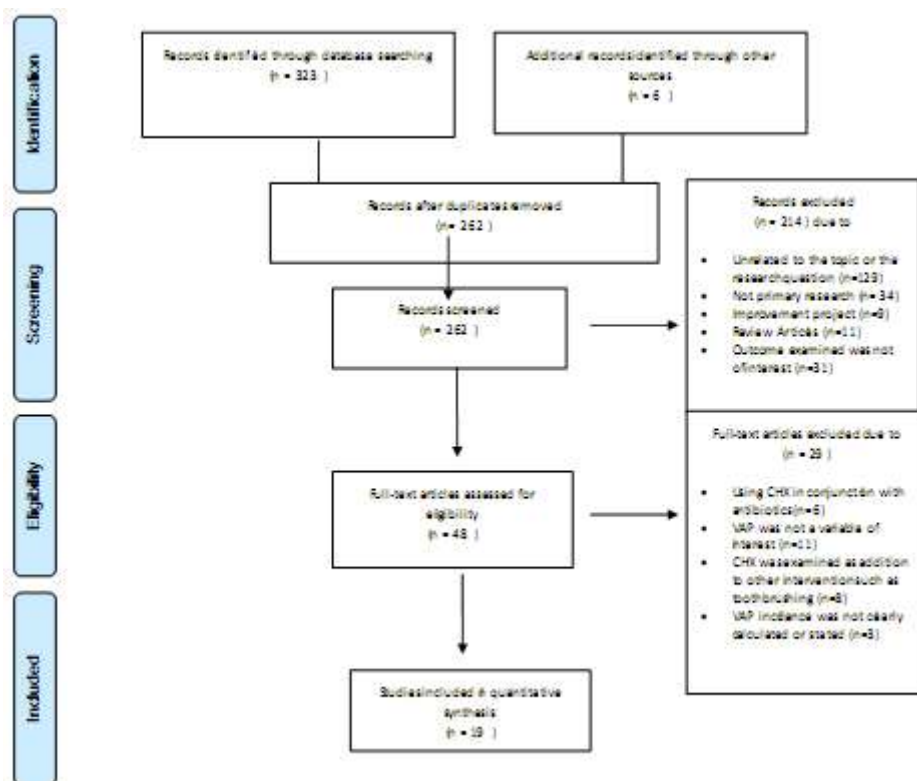 Identification
Records identified through database searching
(n = 323 )
Additional records identified through other
sources
(n = 6 )
Records after duplicates removed
(n = 262 )
Screening
Records screened
(n = 262 )
Records excluded
(n = 214 ) due to
• Unrelated to the topic or the
research question (n=129)
• Not primary research (n= 34)
• Improvement project (n=9)
• Review Articles (n=11)
• Outcome examined was not
of interest (n=31)
Eligibility
Full-text articles assessed for
eligibility
(n = 48 )
Full-text articles excluded due to
(n = 29 )
• Using CHX in conjunction with
antibiotics(n=6)
• VAP was not a variable of
interest (n=11)
• CHX was examined as addition
to other intervention such as
toothbrushing
• VAP incidence was not clearly
calculated or stated (n=3)
Included
Studies included in quantitative
synthesis
(n = 19 )